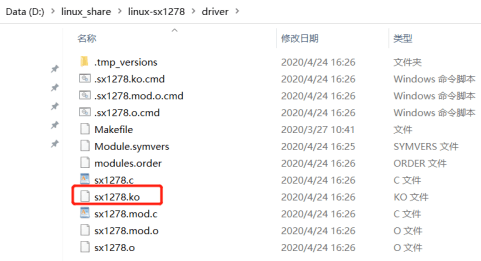 Data (D:) > linux_share > linux-sx1278 > driver >
名称 修改日期 类型
.tmp_versions 2020/4/24 16:26 文件夹
.sx1278.ko.cmd 2020/4/24 16:26 Windows 命令脚本
.sx1278.mod.o.cmd 2020/4/24 16:26 Windows 命令脚本
.sx1278.o.cmd 2020/4/24 16:26 Windows 命令脚本
Makefile 2020/3/27 10:41 文件
Module.symvers 2020/4/24 16:25 SYMVERS 文件
modules.order 2020/4/24 16:26 ORDER 文件
sx1278.c 2020/4/24 16:26 C 文件
sx1278.ko 2020/4/24 16:26 KO 文件
sx1278.mod.c 2020/4/24 16:26 C 文件
sx1278.mod.o 2020/4/24 16:26 O 文件
sx1278.o 2020/4/24 16:26 O 文件